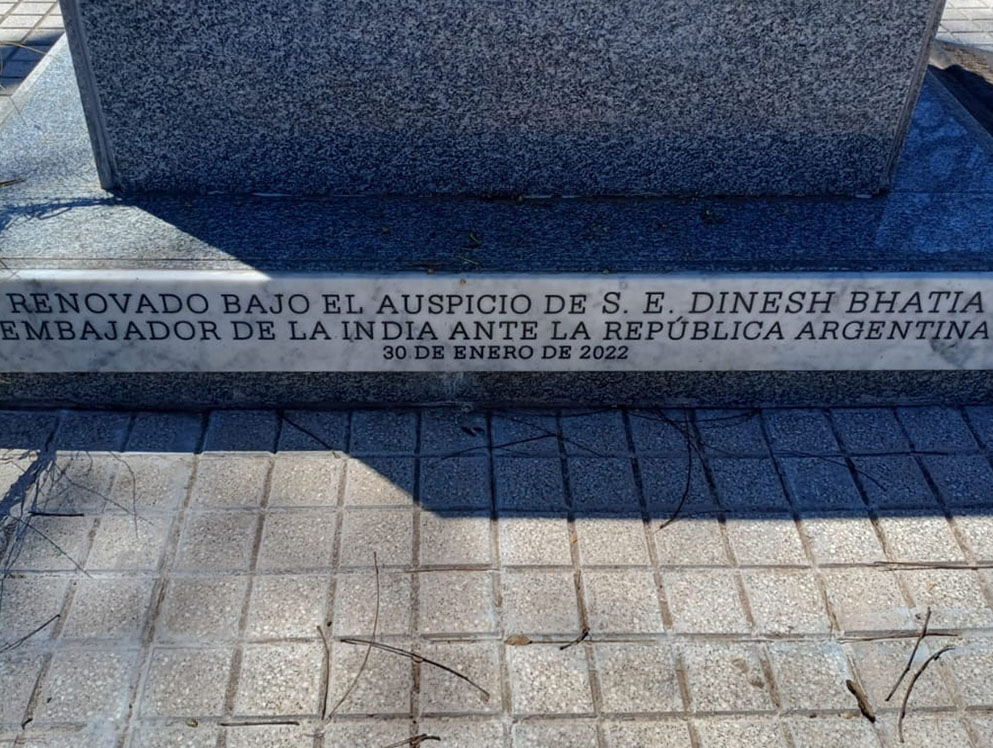 RENOVADO BAJO EL AUSPICIO DE S. E. DINESH BHATIA
EMBAJADOR DE LA INDIA ANTE LA REPÚBLICA ARGENTINA
30 DE ENERO DE 2022